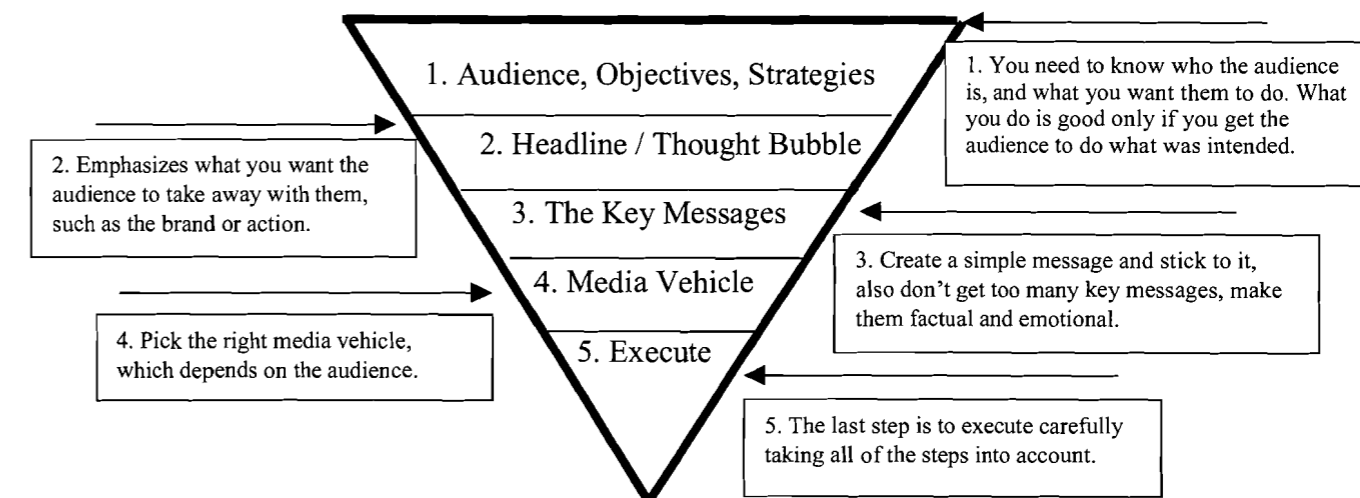 1. Audience, Objectives, Strategies
2. Headline / Thought Bubble
3. The Key Messages
4. Media Vehicle
5. Execute
1. You need to know who the audience
is, and what you want them to do. What
you do is good only if you get the
audience to do what was intended.
2. Emphasizes what you want the
audience to take away with them,
such as the brand or action.
3. Create a simple message and stick to it,
also don’t get too many key messages, make
them factual and emotional.
4. Pick the right media vehicle,
which depends on the audience.
5. The last step is to execute carefully
taking all of the steps into account.